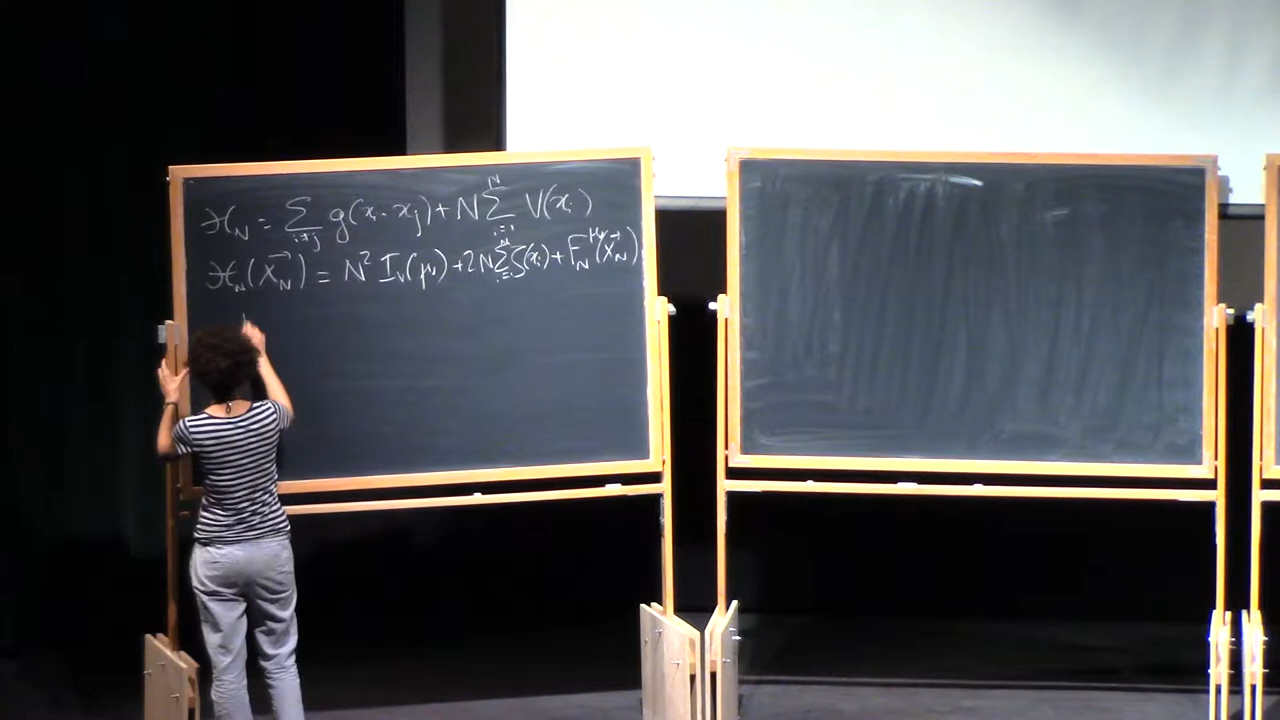 ℋ_N = Σ_{i≠j} g(x_i - x_j) + N Σ_{i=1}^{N} V(x_i)
ℋ_N(X⃗_N) = N² I_V(μ_V) + 2N Σ_{i=1}^{N} ζ(x_i) + F_N^{μ_V}(X⃗_N)